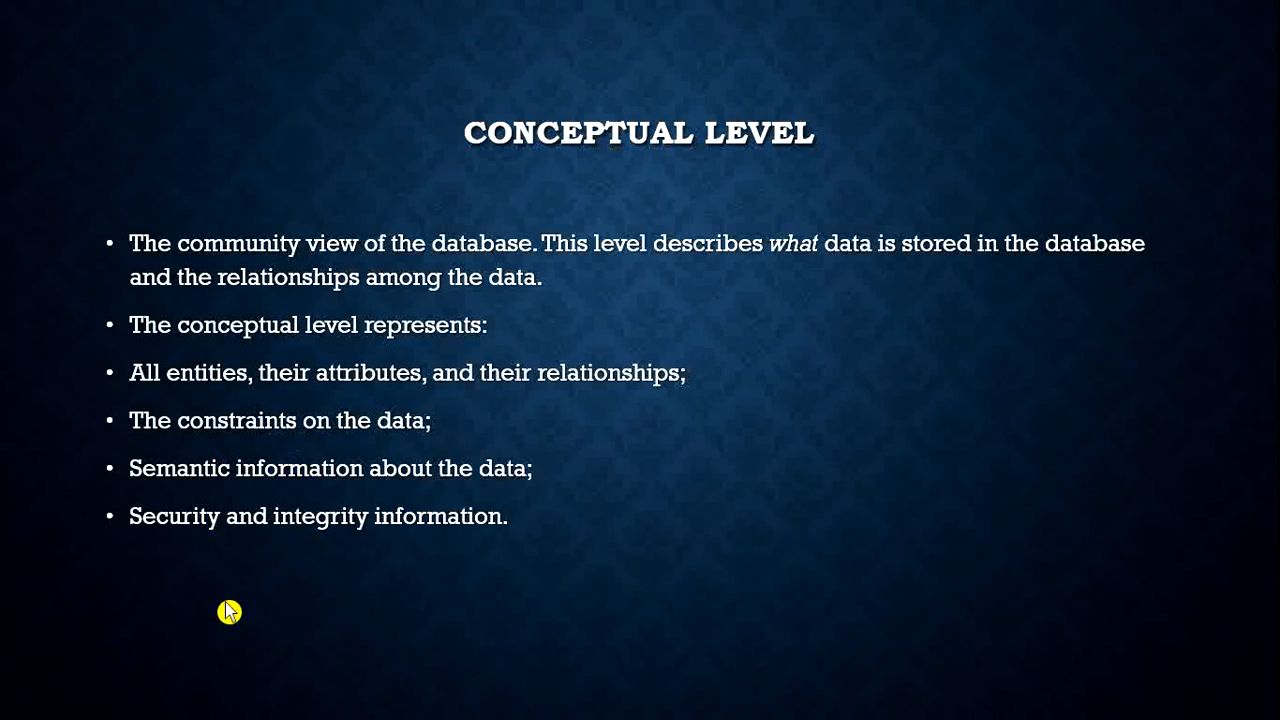 CONCEPTUAL LEVEL
• The community view of the database. This level describes what data is stored in the database
and the relationships among the data.
• The conceptual level represents:
• All entities, their attributes, and their relationships;
• The constraints on the data;
• Semantic information about the data;
• Security and integrity information.